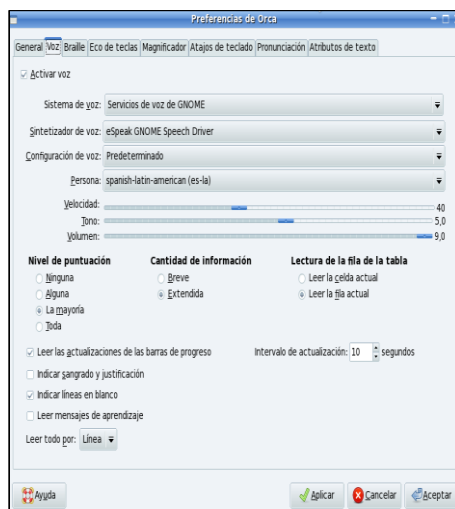 Preferencias de Orca
General Voz Braille Eco de teclas Magnificador Atajos de teclado Pronunciación Atributos de texto
Activar voz
Sistema de voz: Servicios de voz de GNOME
Sintetizador de voz: eSpeak GNOME Speech Driver
Configuración de voz: Predeterminado
Persona: spanish-latin-american (es-la)
Velocidad: 40
Tono: 5,0
Volumen: 9,0
Nivel de puntuación Cantidad de información Lectura de la fila de la tabla
Ninguna Breve Leer la celda actual
Alguna Extendida Leer la fila actual
La mayoría
Toda
Leer las actualizaciones de las barras de progreso Intervalo de actualización: 10 segundos
Indicar sangrado y justificación
Indicar líneas en blanco
Leer mensajes de aprendizaje
Leer todo por: Línea
Ayuda Aplicar Cancelar Aceptar